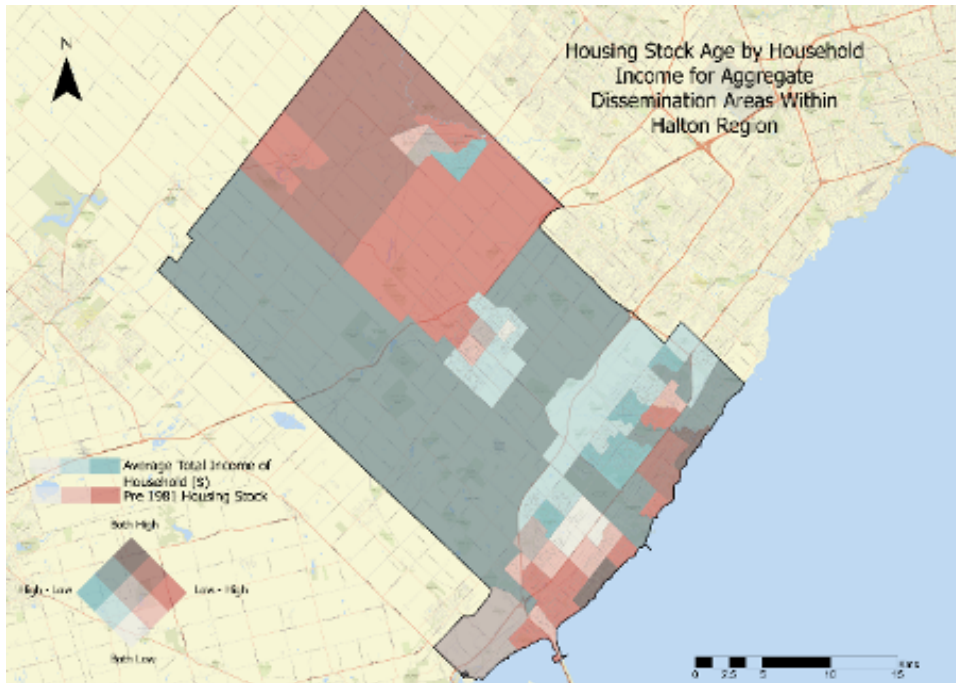 N
Housing Stock Age by Household
Income for Aggregate
Dissemination Areas Within
Halton Region
Average Total Income of
Household ($)
Pre 1981 Housing Stock
Both High
High - Low
Low - High
Both Low
Kms
0 2.5 5 10 15